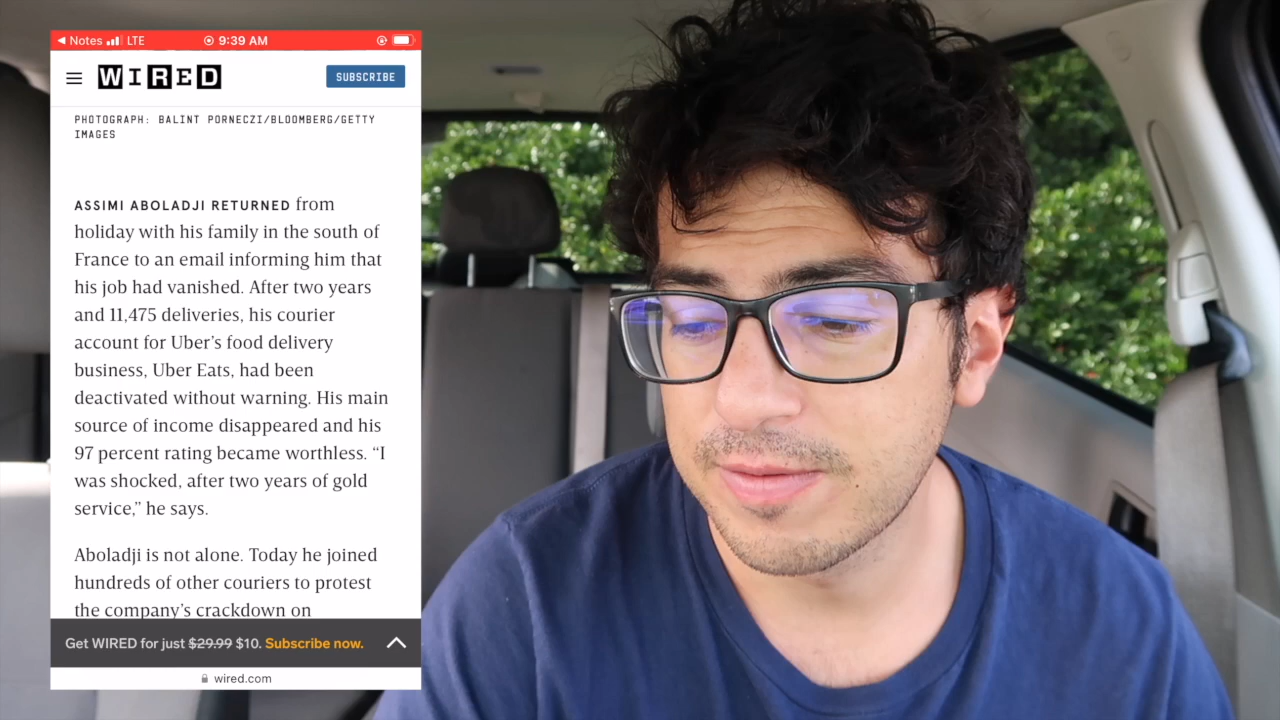 Notes LTE 9:39 AM
WIRED SUBSCRIBE
PHOTOGRAPH: BALINT PORNECZI/BLOOMBERG/GETTY
IMAGES
ASSIMI ABOLADJI RETURNED from
holiday with his family in the south of
France to an email informing him that
his job had vanished. After two years
and 11,475 deliveries, his courier
account for Uber’s food delivery
business, Uber Eats, had been
deactivated without warning. His main
source of income disappeared and his
97 percent rating became worthless. “I
was shocked, after two years of gold
service,” he says.
Aboladji is not alone. Today he joined
hundreds of other couriers to protest
the company’s crackdown on
Get WIRED for just $29.99 $10. Subscribe now.
wired.com